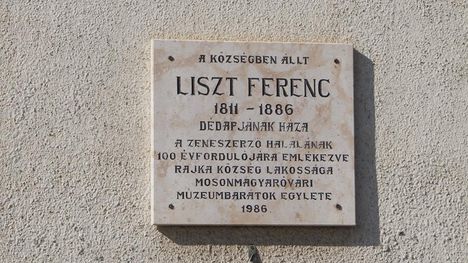 A KÖZSÉGBEN ÁLLT
LISZT FERENC
1811 - 1886
DÉDAPJÁNAK HÁZA
A ZENESZERZŐ HALÁLÁNAK
100 ÉVFORDULÓJÁRA EMLÉKEZVE
RAJKA KÖZSÉG LAKOSSÁGA
MOSONMAGYARÓVÁRI
MÚZEUMBARÁTOK EGYLETE
1986.